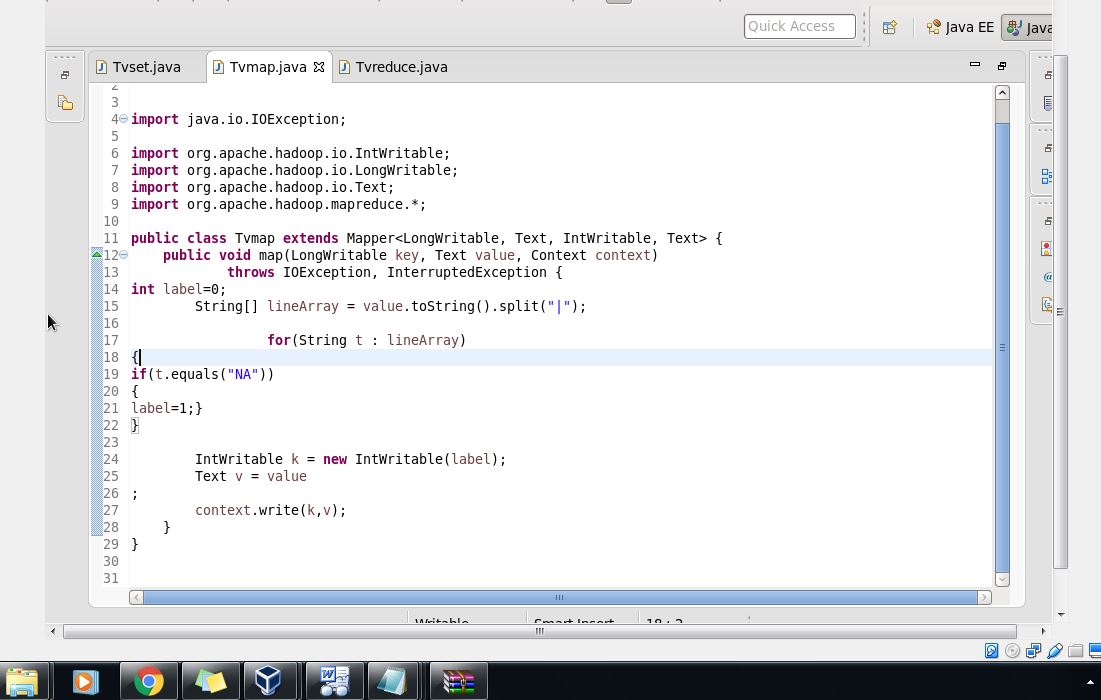 Quick Access
Java EE
Java
Tvset.java
Tvmap.java
Tvreduce.java
2
3
4 import java.io.IOException;
5
6 import org.apache.hadoop.io.IntWritable;
7 import org.apache.hadoop.io.LongWritable;
8 import org.apache.hadoop.io.Text;
9 import org.apache.hadoop.mapreduce.*;
10
11 public class Tvmap extends Mapper<LongWritable, Text, IntWritable, Text> {
12 public void map(LongWritable key, Text value, Context context)
13 throws IOException, InterruptedException {
14 int label=0;
15 String[] lineArray = value.toString().split("|");
16
17 for(String t : lineArray)
18 {
19 if(t.equals("NA"))
20 {
21 label=1;}
22 }
23
24 IntWritable k = new IntWritable(label);
25 Text v = value
26 ;
27 context.write(k,v);
28 }
29 }
30
31
Writable
Smart Insert
18 : 2